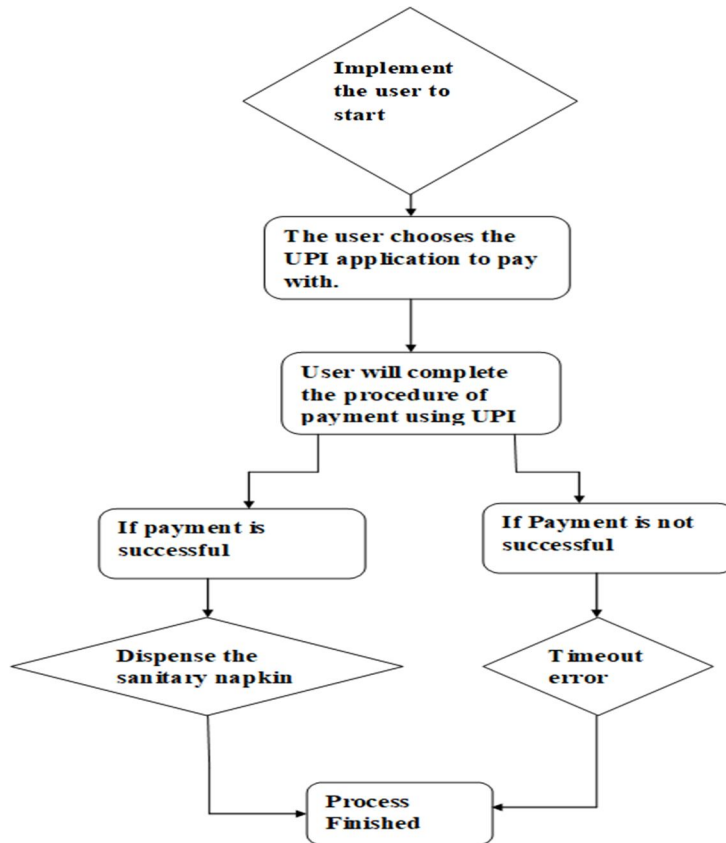 Implement
the user to
start
The user chooses the
UPI application to pay
with.
User will complete
the procedure of
payment using UPI
If payment is
successful
If Payment is not
successful
Dispense the
sanitary napkin
Timeout
error
Process
Finished